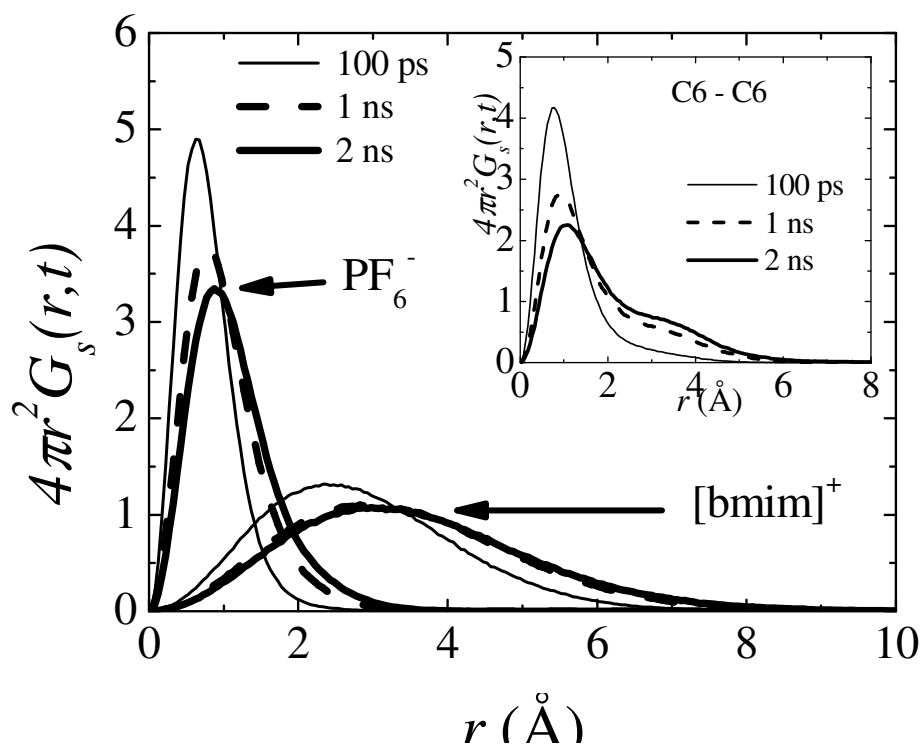 6
5
4
3
2
1
0
4πr²Gₛ(r,t)
100 ps
1 ns
2 ns
PF₆⁻
[bmim]⁺
0 2 4 6 8 10
r (Å)
5
4
3
2
1
0
4πr²Gₛ(r,t)
C6 - C6
100 ps
1 ns
2 ns
0 2 4 6 8
r (Å)